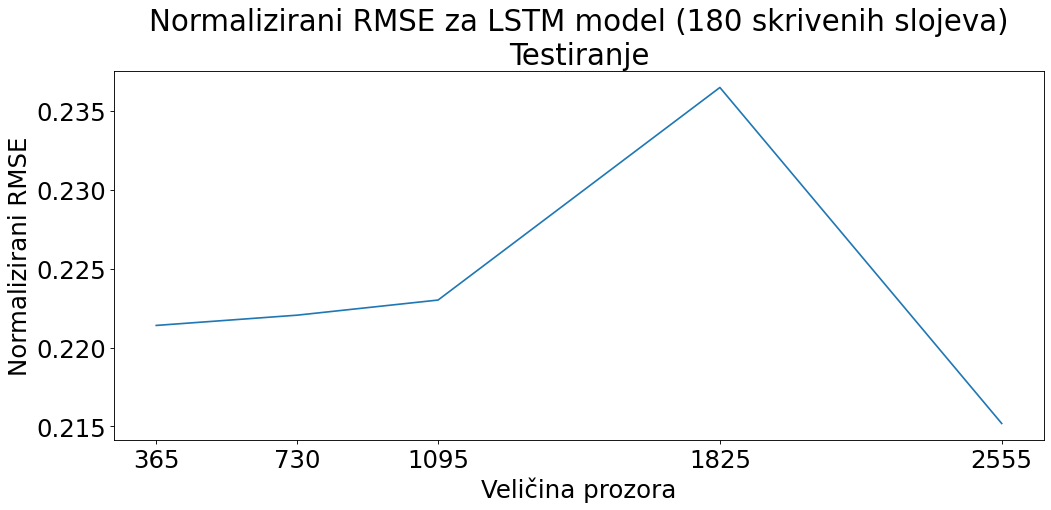 Normalizirani RMSE za LSTM model (180 skrivenih slojeva)
Testiranje
Normalizirani RMSE
0.235
0.230
0.225
0.220
0.215
365 730 1095 1825 2555
Veličina prozora